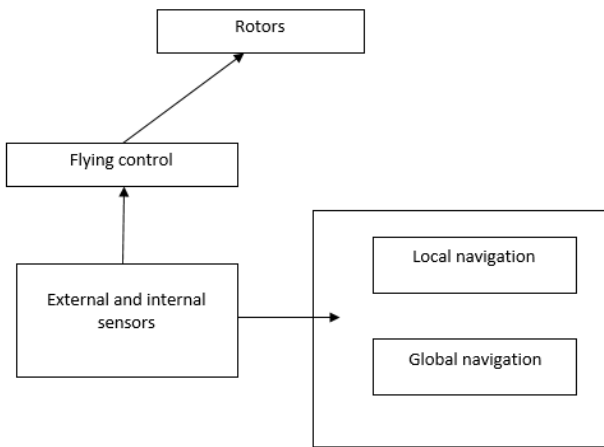 Rotors
Flying control
External and internal
sensors
Local navigation
Global navigation